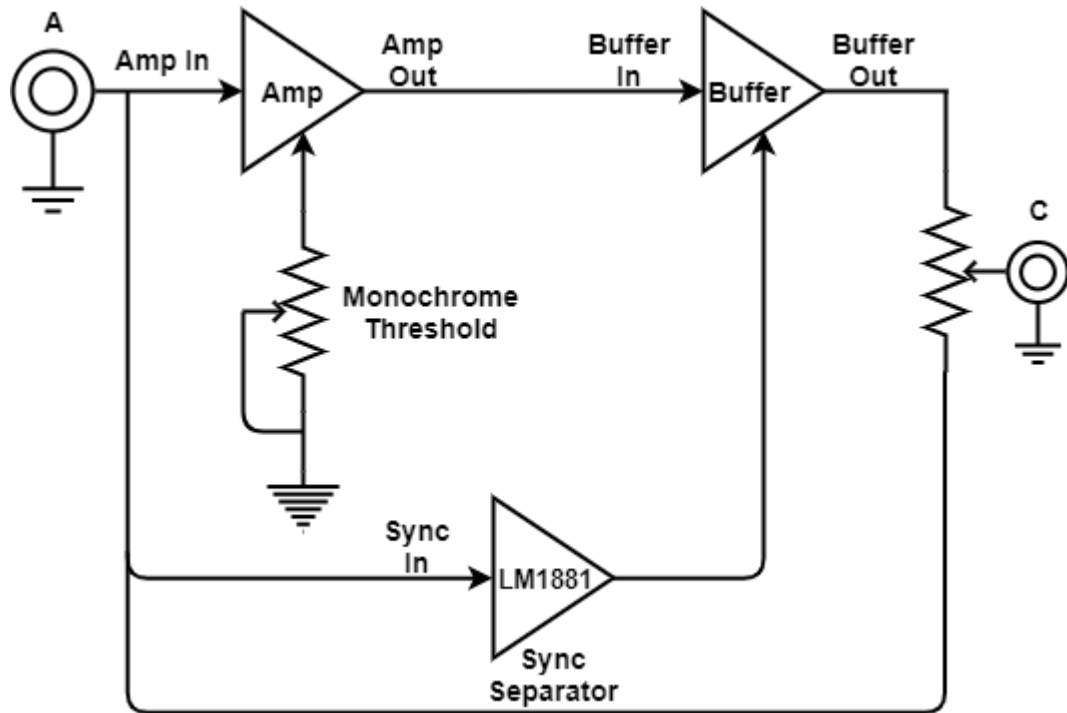 A
Amp In
Amp
Amp
Out
Buffer
In
Buffer
Buffer
Out
C
Monochrome
Threshold
Sync
In
LM1881
Sync
Separator